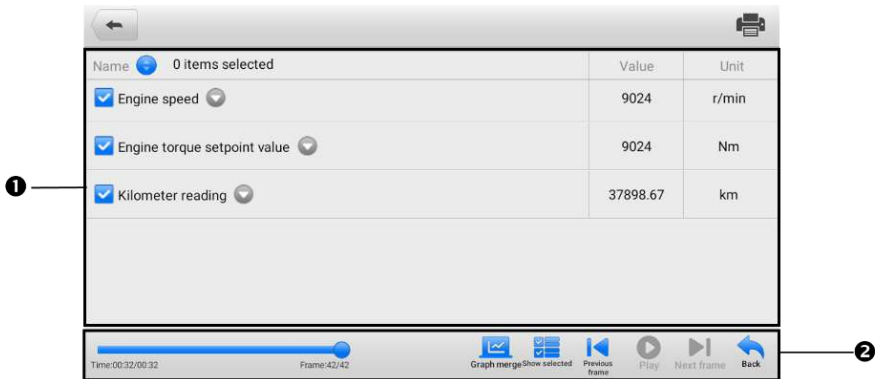 Name 0 items selected Value Unit
Engine speed 9024 r/min
Engine torque setpoint value 9024 Nm
❶
Kilometer reading 37898.67 km
❷
Time:00:32/00:32 Frame:42/42 Graph merge Show selected Previous frame Play Next frame Back